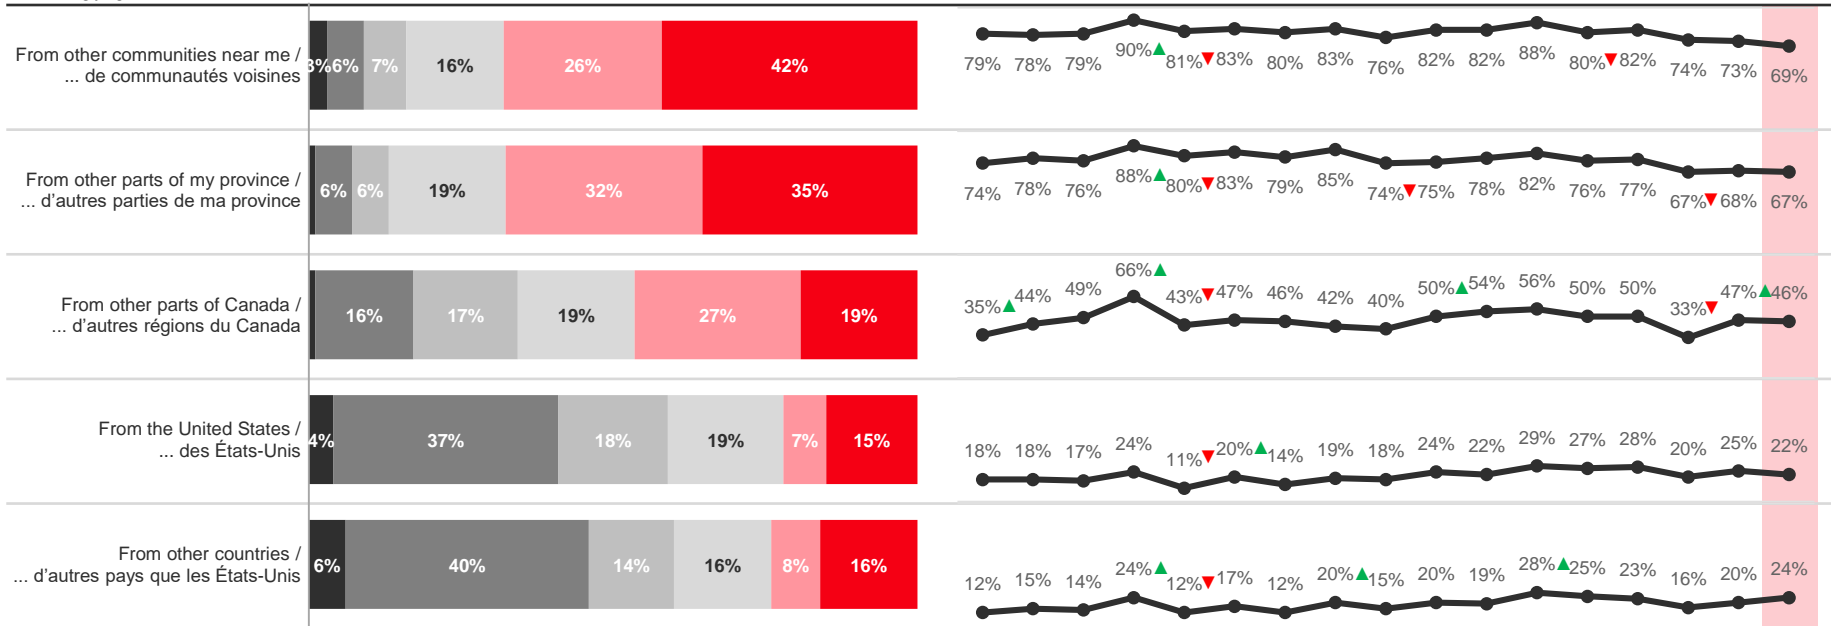 From other communities near me /
... de communautés voisines
3% 6% 7% 16% 26% 42%
79% 78% 79% 90% 81% 83% 80% 83% 76% 82% 82% 88% 80% 82% 74% 73% 69%
From other parts of my province /
... d'autres parties de ma province
6% 6% 19% 32% 35%
74% 78% 76% 88% 80% 83% 79% 85% 74% 75% 78% 82% 76% 77% 67% 68% 67%
From other parts of Canada /
... d'autres régions du Canada
16% 17% 19% 27% 19%
35% 44% 49% 66% 43% 47% 46% 42% 40% 50% 54% 56% 50% 50% 33% 47% 46%
From the United States /
... des États-Unis
4% 37% 18% 19% 7% 15%
18% 18% 17% 24% 11% 20% 14% 19% 18% 24% 22% 29% 27% 28% 20% 25% 22%
From other countries /
... d'autres pays que les États-Unis
6% 40% 14% 16% 8% 16%
12% 15% 14% 24% 12% 17% 12% 20% 15% 20% 19% 28% 25% 23% 16% 20% 24%